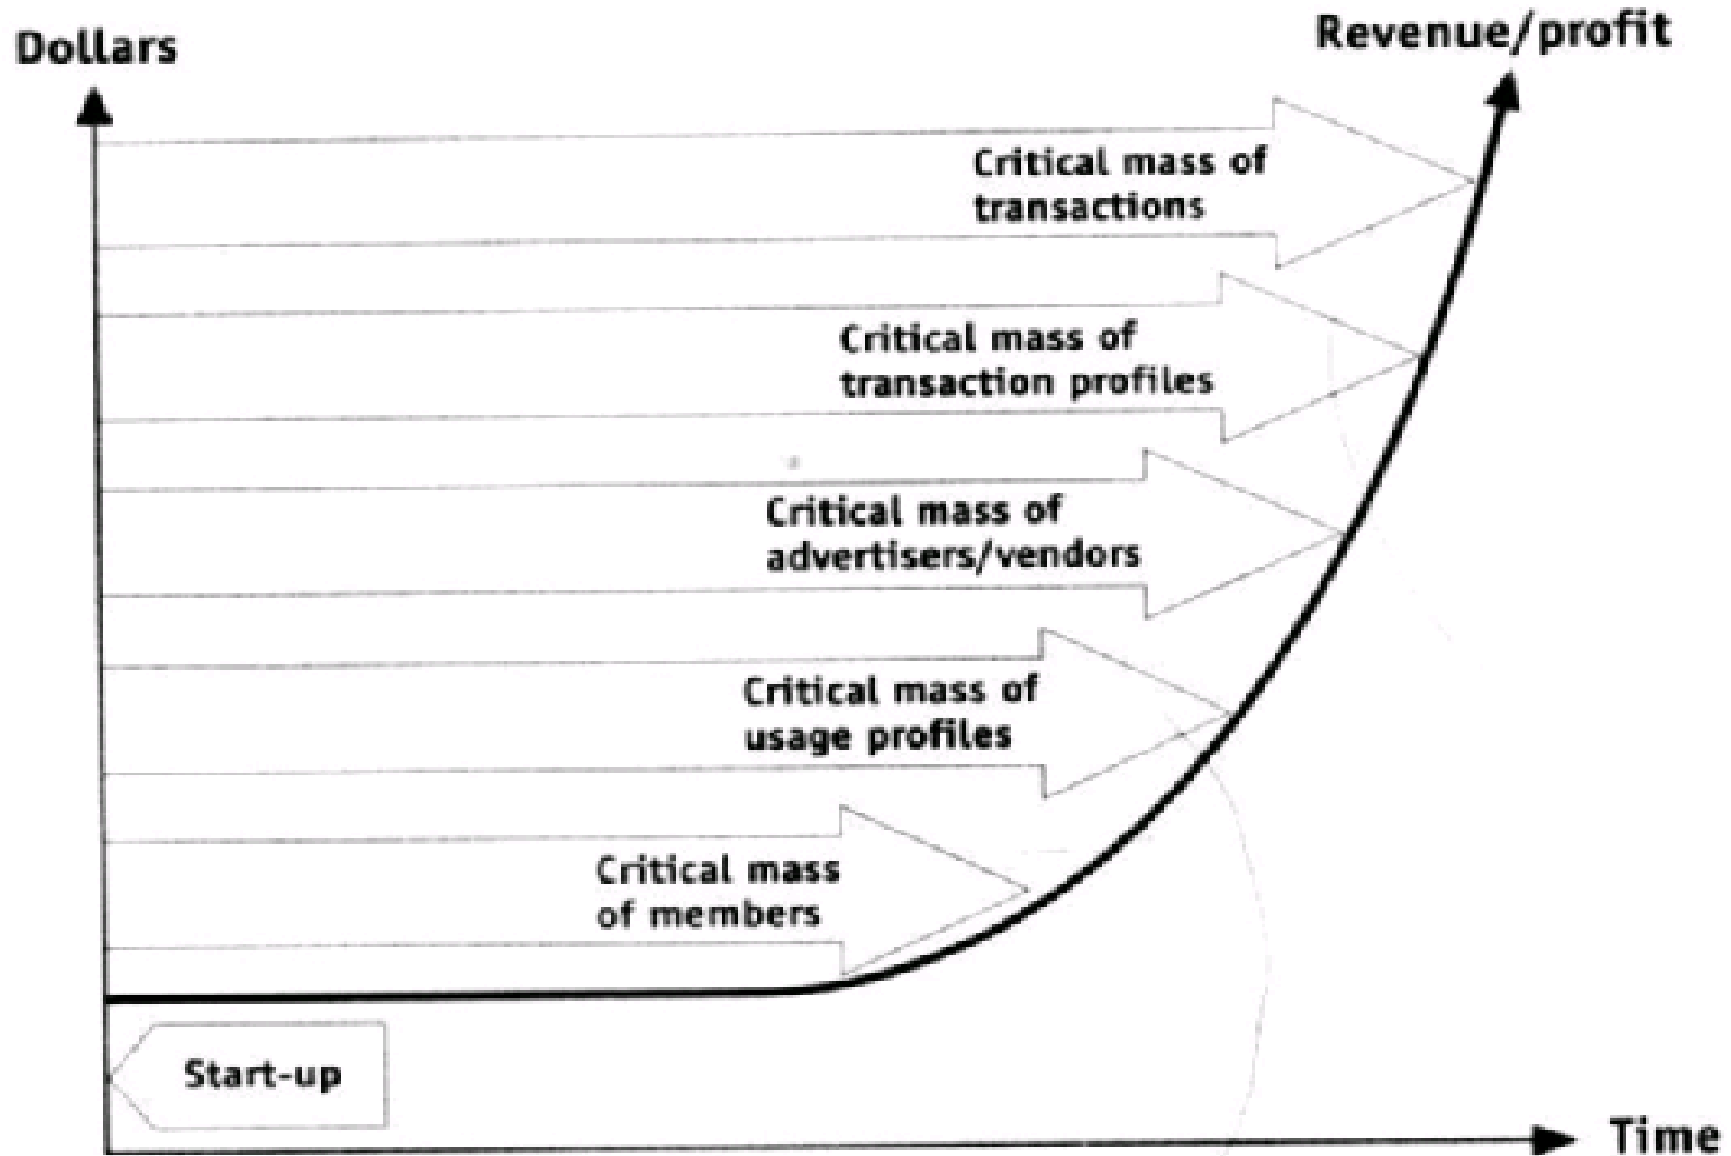 Dollars
Revenue/profit
Critical mass of
transactions
Critical mass of
transaction profiles
Critical mass of
advertisers/vendors
Critical mass of
usage profiles
Critical mass
of members
Start-up
Time